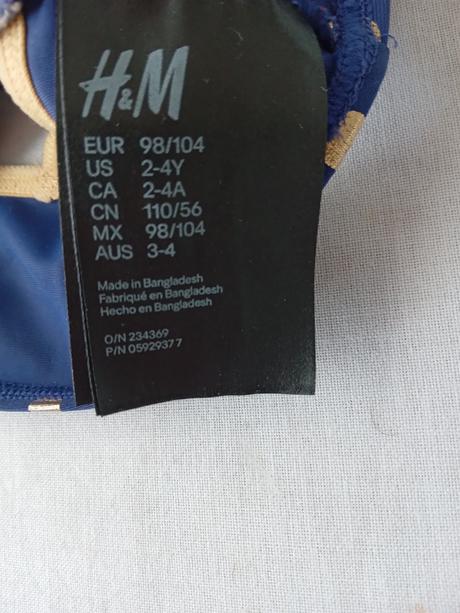 H&M
EUR 98/104
US 2-4Y
CA 2-4A
CN 110/56
MX 98/104
AUS 3-4
Made in Bangladesh
Fabriqué en Bangladesh
Hecho en Bangladesh
O/N 234369
P/N 05929377